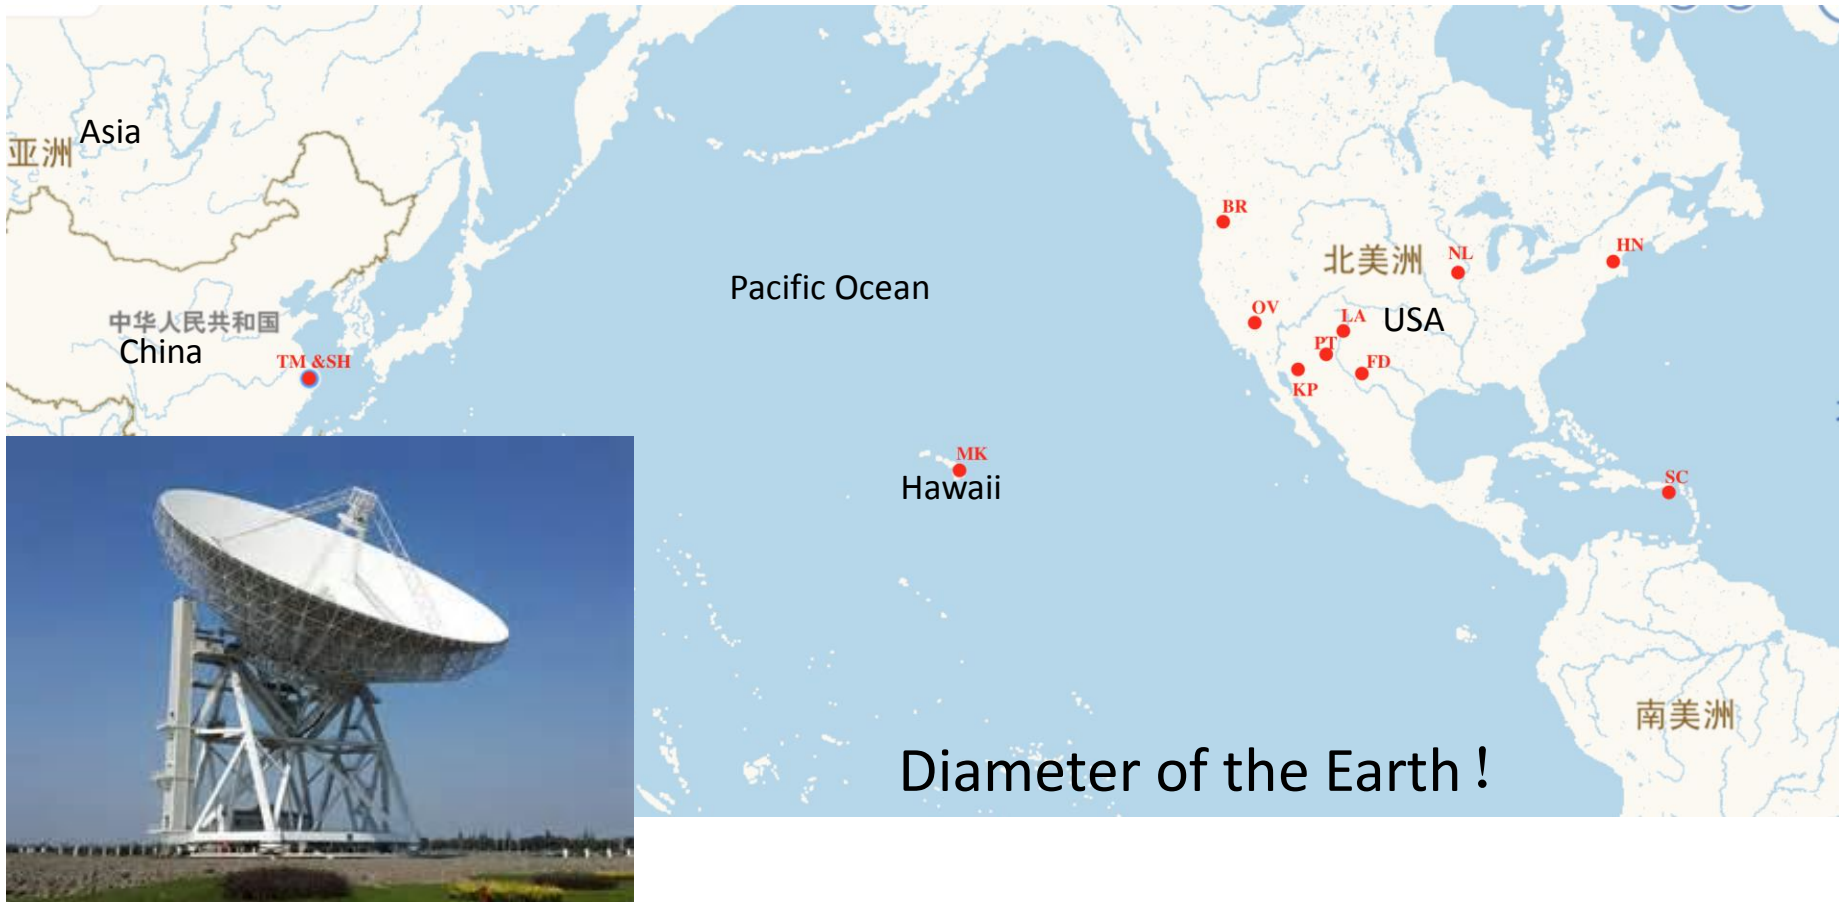 Asia
亚洲
BR
HN
NL
北美洲
Pacific Ocean
OV
LA
USA
中华人民共和国
China
TM &SH
PT
FD
KP
MK
Hawaii
SC
南美洲
Diameter of the Earth！